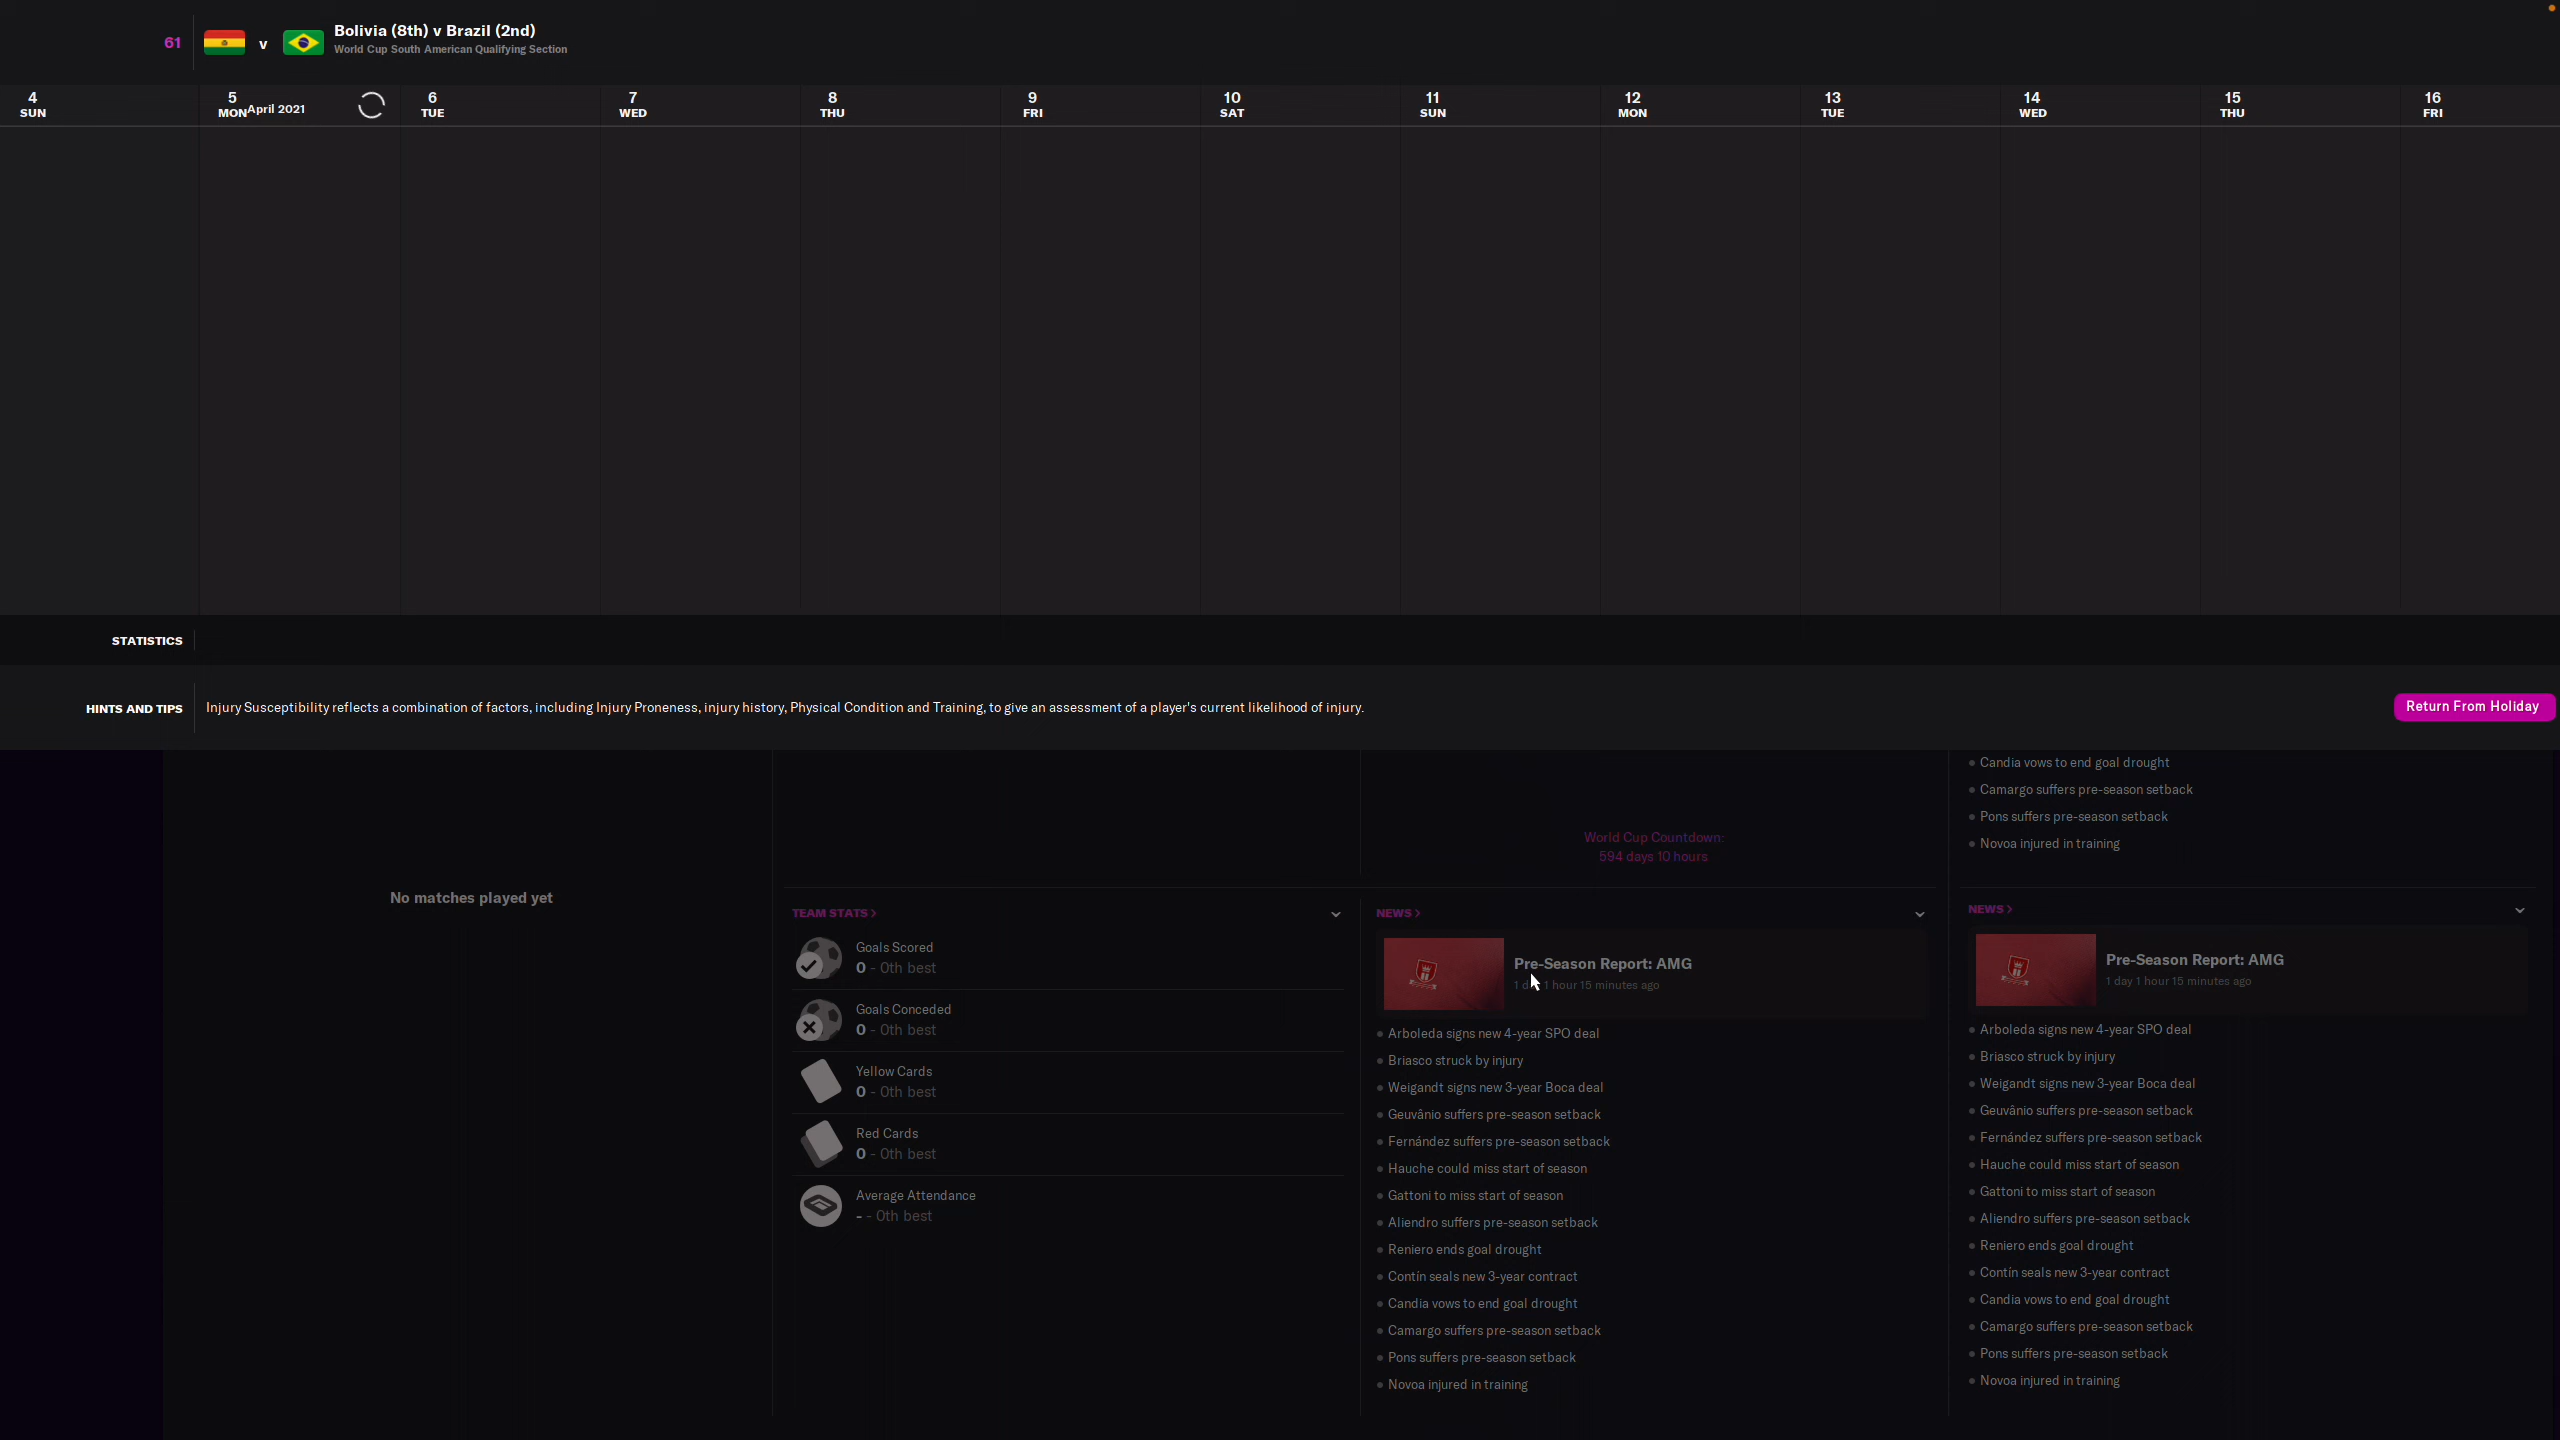 61
v
Bolivia (8th) v Brazil (2nd)
World Cup South American Qualifying Section
4
SUN
5
MON
April 2021
6
TUE
7
WED
8
THU
9
FRI
10
SAT
11
SUN
12
MON
13
TUE
14
WED
15
THU
16
FRI
STATISTICS
HINTS AND TIPS
Injury Susceptibility reflects a combination of factors, including Injury Proneness, injury history, Physical Condition and Training, to give an assessment of a player's current likelihood of injury.
Return From Holiday
No matches played yet
World Cup Countdown:
594 days 10 hours
Candia vows to end goal drought
Camargo suffers pre-season setback
Pons suffers pre-season setback
Novoa injured in training
TEAM STATS
Goals Scored
0 - 0th best
Goals Conceded
0 - 0th best
Yellow Cards
0 - 0th best
Red Cards
0 - 0th best
Average Attendance
- - 0th best
NEWS
Pre-Season Report: AMG
1 hour 15 minutes ago
Arboleda signs new 4-year SPO deal
Briasco struck by injury
Weigandt signs new 3-year Boca deal
Geuvânio suffers pre-season setback
Fernández suffers pre-season setback
Hauche could miss start of season
Gattoni to miss start of season
Aliendro suffers pre-season setback
Reniero ends goal drought
Contín seals new 3-year contract
Candia vows to end goal drought
Camargo suffers pre-season setback
Pons suffers pre-season setback
Novoa injured in training
NEWS
Pre-Season Report: AMG
1 day 1 hour 15 minutes ago
Arboleda signs new 4-year SPO deal
Briasco struck by injury
Weigandt signs new 3-year Boca deal
Geuvânio suffers pre-season setback
Fernández suffers pre-season setback
Hauche could miss start of season
Gattoni to miss start of season
Aliendro suffers pre-season setback
Reniero ends goal drought
Contín seals new 3-year contract
Candia vows to end goal drought
Camargo suffers pre-season setback
Pons suffers pre-season setback
Novoa injured in training